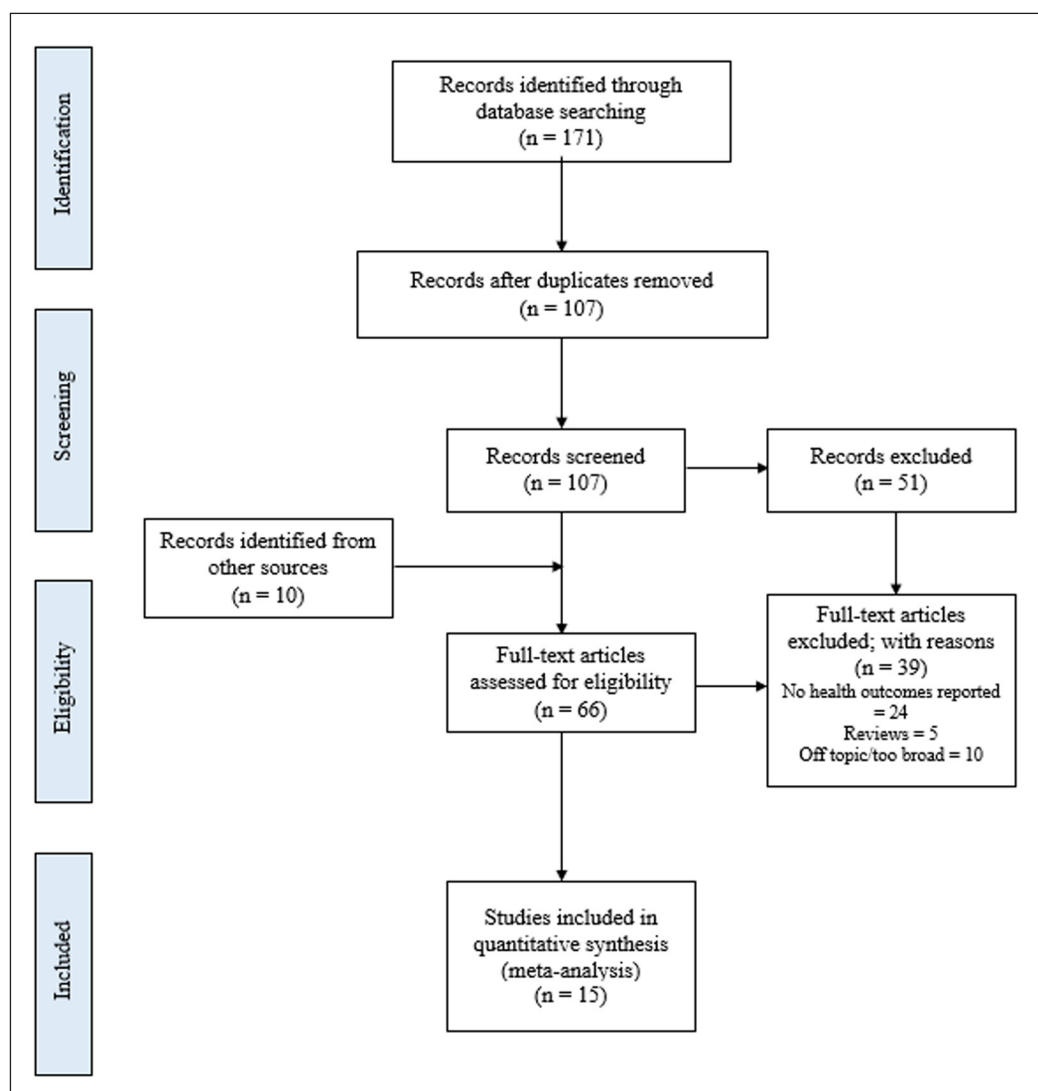 Identification
Records identified through
database searching
(n = 171)
Records after duplicates removed
(n = 107)
Screening
Records screened
(n = 107)
Records excluded
(n = 51)
Records identified from
other sources
(n = 10)
Eligibility
Full-text articles
assessed for eligibility
(n = 66)
Full-text articles
excluded; with reasons
(n = 39)
No health outcomes reported
= 24
Reviews = 5
Off topic/too broad = 10
Included
Studies included in
quantitative synthesis
(meta-analysis)
(n = 15)